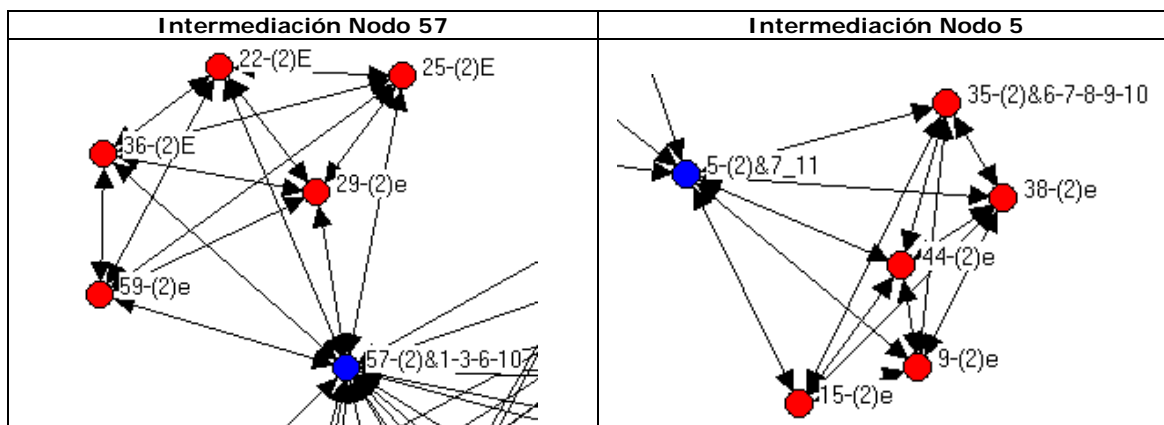 Intermediación Nodo 57
Intermediación Nodo 5
22-(2)E
25-(2)E
36-(2)E
29-(2)e
59-(2)e
57-(2)&1-3-6-10-
35-(2)&6-7-8-9-10
5-(2)&7_11
38-(2)e
44-(2)e
9-(2)e
15-(2)e